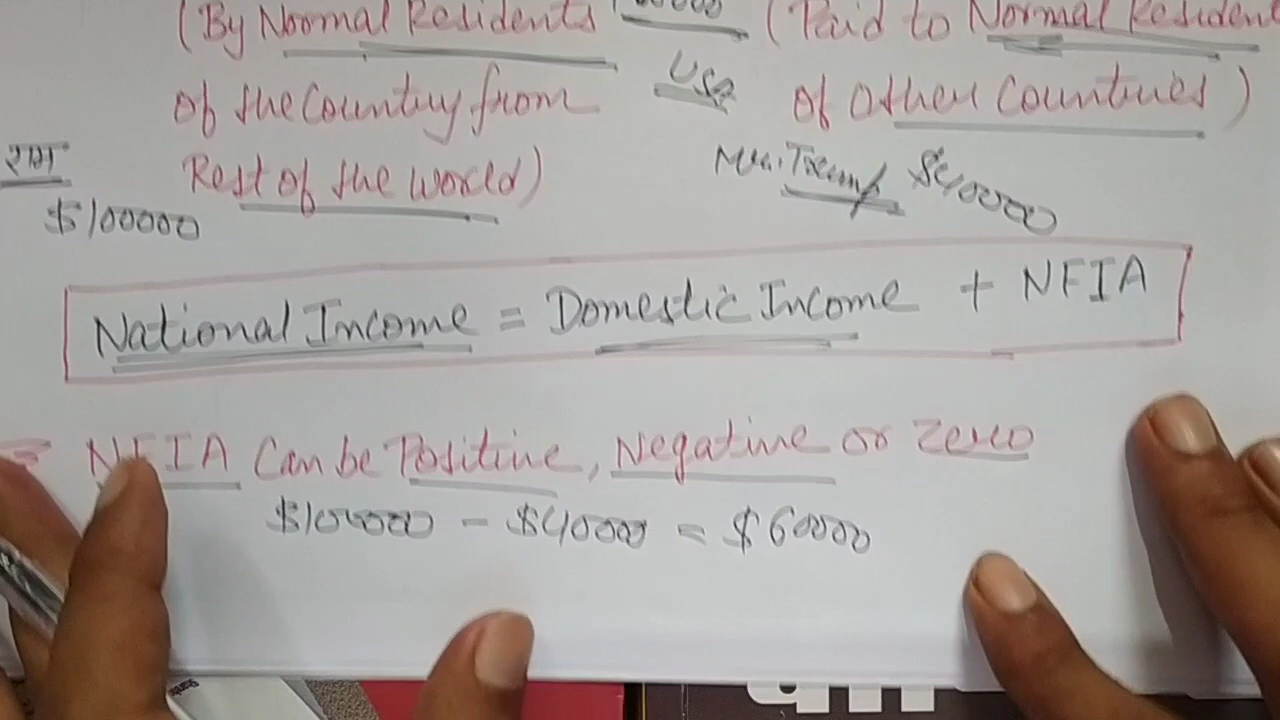 (By Normal Residents
(Paid to Normal Resident
of the Country from
USA
of Other Countries)
राम
Rest of the world)
Mr. Trump $40000
$100000
National Income = Domestic Income + NFIA
⇒ NFIA Can be Positive, Negative or Zero
$100000 - $40000 = $60000